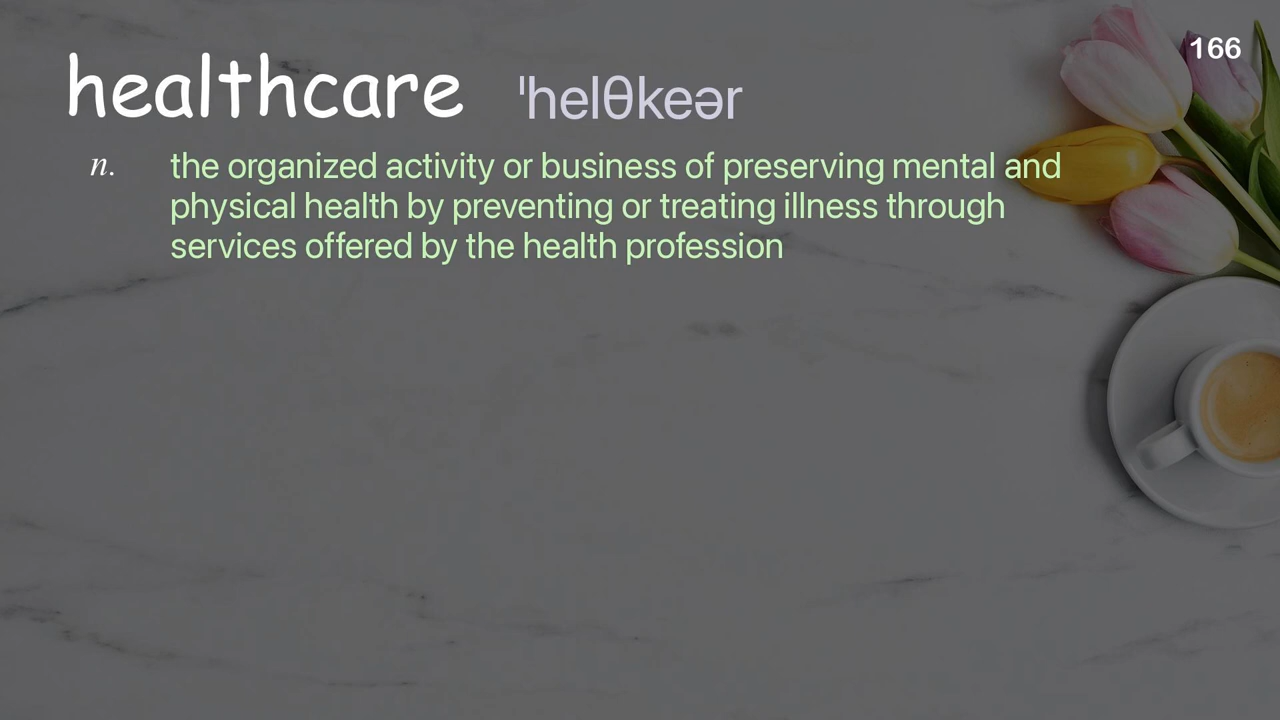 166
healthcare ˈhelθkeər
n. the organized activity or business of preserving mental and
physical health by preventing or treating illness through
services offered by the health profession